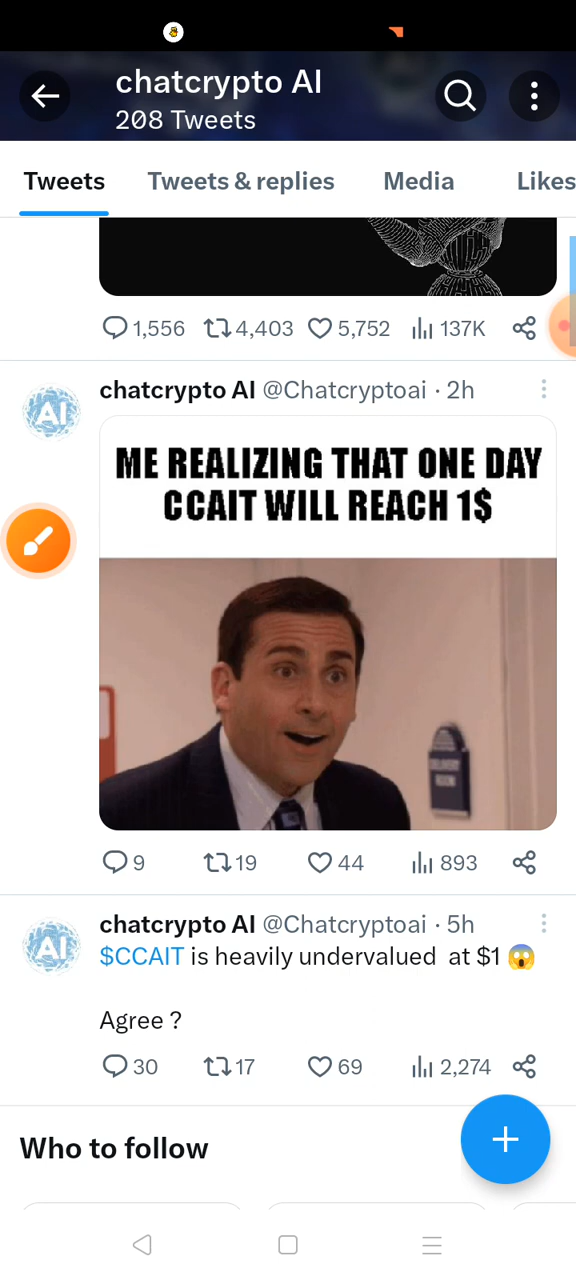 chatcrypto AI
208 Tweets
Tweets Tweets & replies Media Likes
1,556 4,403 5,752 137K
chatcrypto AI @Chatcryptoai · 2h
AI
ME REALIZING THAT ONE DAY
CCAIT WILL REACH 1$
9 19 44 893
chatcrypto AI @Chatcryptoai · 5h
AI
$CCAIT is heavily undervalued at $1 😱
Agree ?
30 17 69 2,274
Who to follow